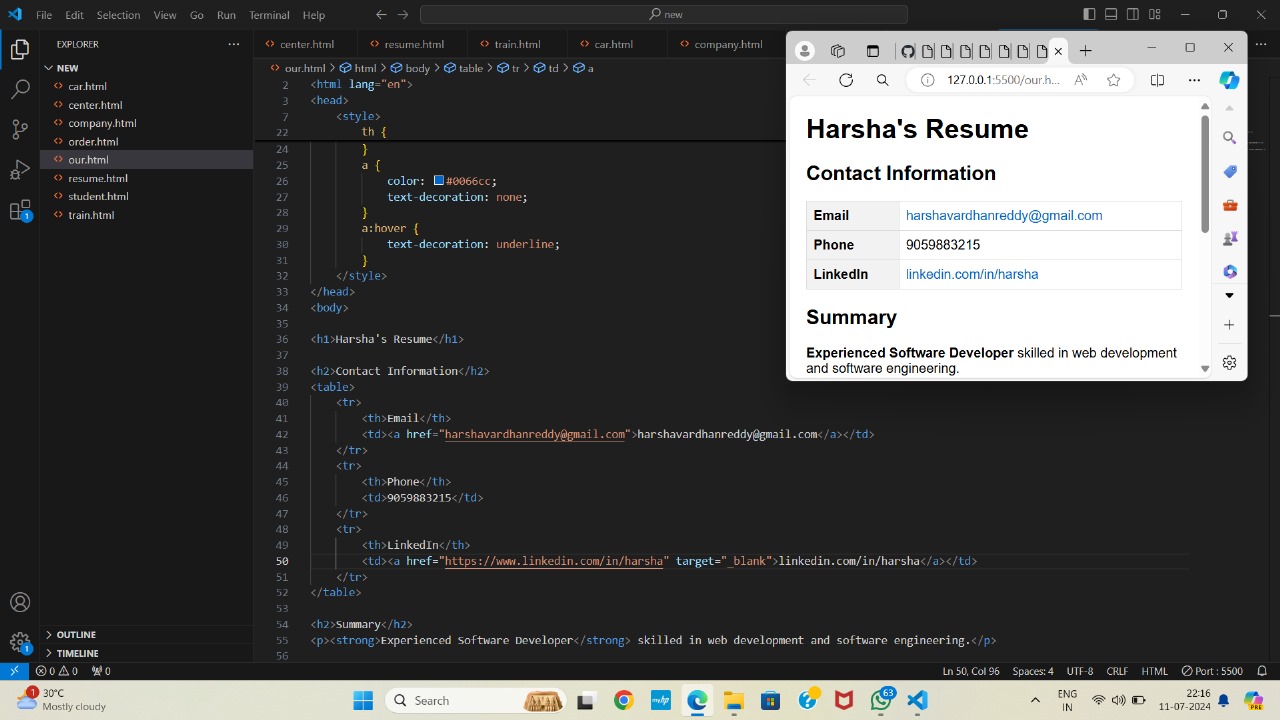 File Edit Selection View Go Run Terminal Help
new
EXPLORER
NEW
car.html
center.html
company.html
order.html
our.html
resume.html
student.html
train.html
OUTLINE
TIMELINE
center.html resume.html train.html car.html company.html
our.html > html > body > table > tr > td > a
2 <html lang="en">
3 <head>
7 <style>
22 th {
24 }
25 a {
26 color: #0066cc;
27 text-decoration: none;
28 }
29 a:hover {
30 text-decoration: underline;
31 }
32 </style>
33 </head>
34 <body>
35
36 <h1>Harsha's Resume</h1>
37
38 <h2>Contact Information</h2>
39 <table>
40 <tr>
41 <th>Email</th>
42 <td><a href="harshavardhanreddy@gmail.com">harshavardhanreddy@gmail.com</a></td>
43 </tr>
44 <tr>
45 <th>Phone</th>
46 <td>9059883215</td>
47 </tr>
48 <tr>
49 <th>LinkedIn</th>
50 <td><a href="https://www.linkedin.com/in/harsha" target="_blank">linkedin.com/in/harsha</a></td>
51 </tr>
52 </table>
53
54 <h2>Summary</h2>
55 <p><strong>Experienced Software Developer</strong> skilled in web development and software engineering.</p>
56
127.0.0.1:5500/our.h...
Harsha's Resume
Contact Information
Email harshavardhanreddy@gmail.com
Phone 9059883215
LinkedIn linkedin.com/in/harsha
Summary
Experienced Software Developer skilled in web development
and software engineering.
1
1
0 0 0
Ln 50, Col 96 Spaces: 4 UTF-8 CRLF HTML Port : 5500
1
30°C
Mostly cloudy
Search
63
ENG
IN
22:16
11-07-2024
PRE